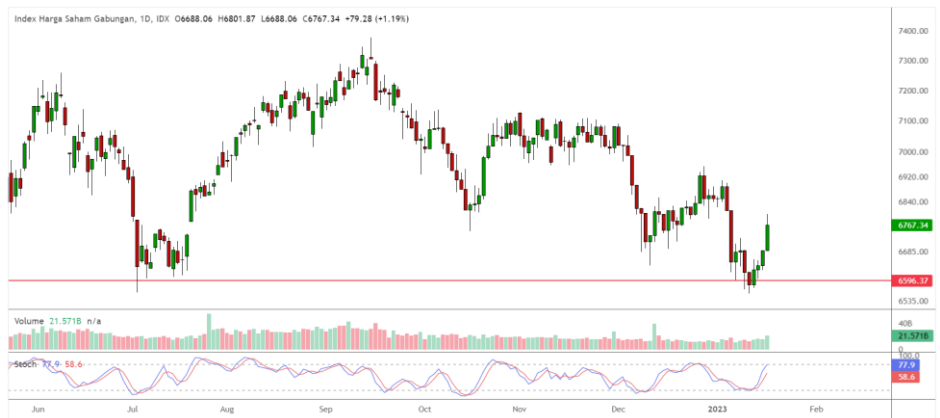 Index Harga Saham Gabungan, 1D, IDX O6688.06 H6801.87 L6688.06 C6767.34 +79.28 (+1.19%)
7400.00
7300.00
7200.00
7100.00
7000.00
6920.00
6840.00
6767.34
6685.00
6596.37
6535.00
Volume 21.571B n/a
40B
21.571B
0
Stoch 77.9 58.6
100.0
77.9
58.6
Jun Jul Aug Sep Oct Nov Dec 2023 Feb